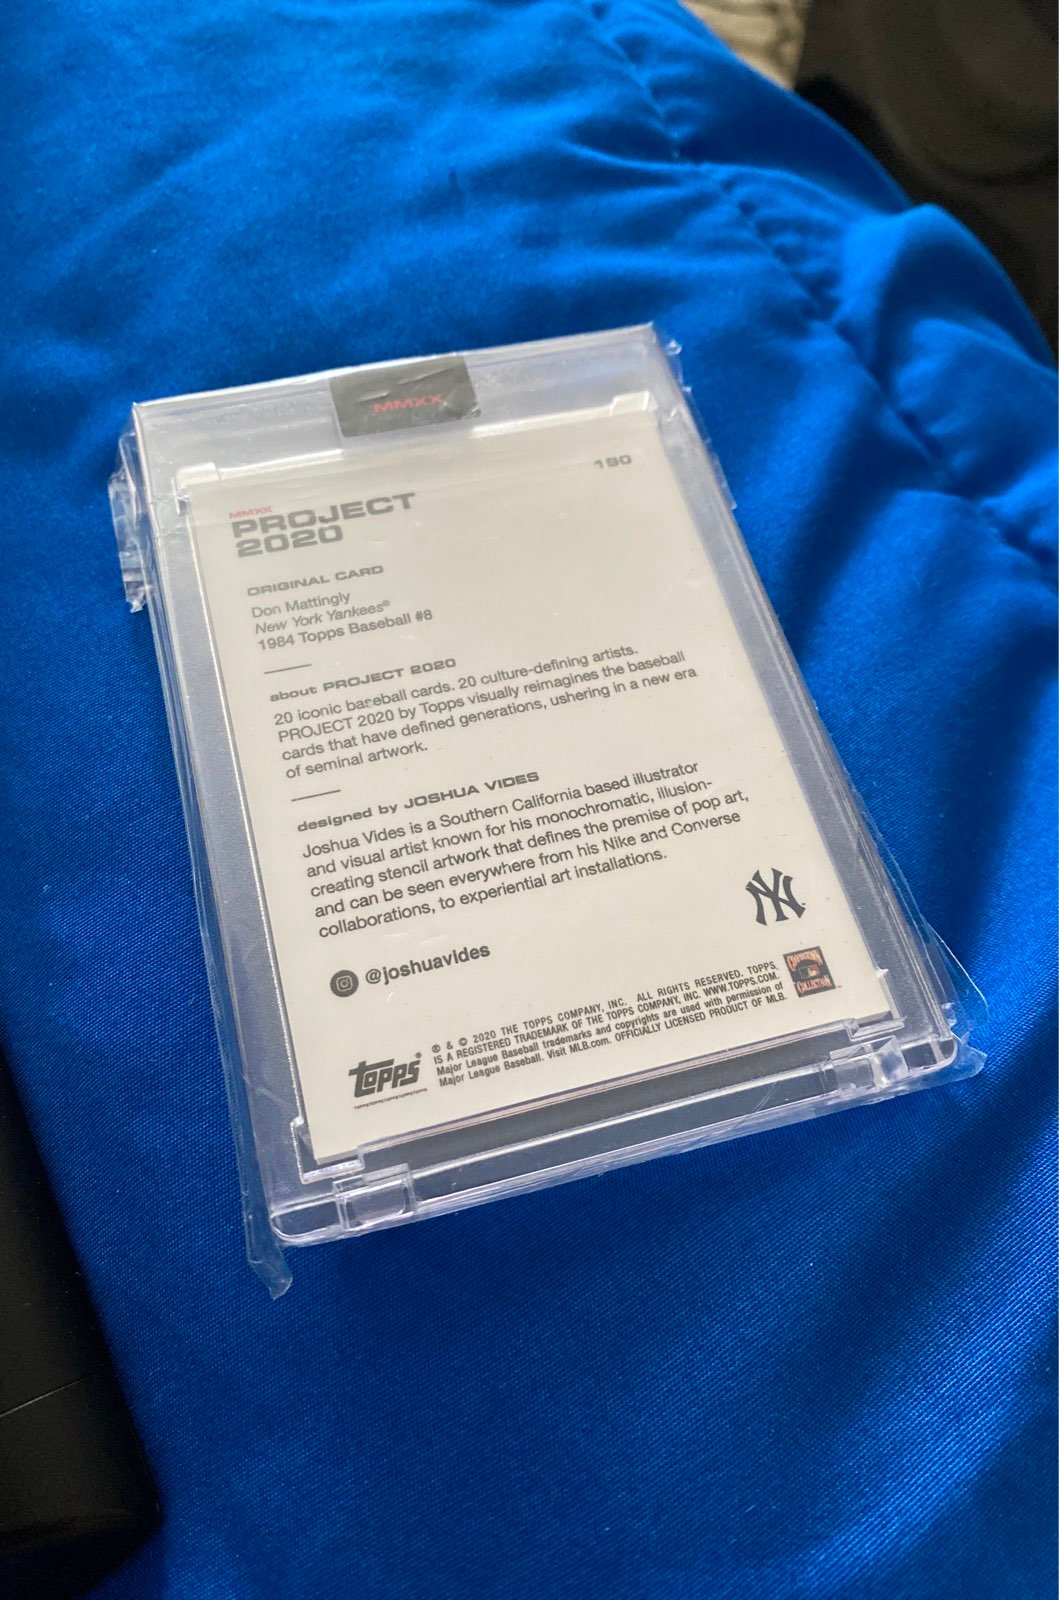 MMXX
190
MMXX
PROJECT
2020
ORIGINAL CARD
Don Mattingly
New York Yankees®
1984 Topps Baseball #8
about PROJECT 2020
20 iconic baseball cards. 20 culture-defining artists.
PROJECT 2020 by Topps visually reimagines the baseball
cards that have defined generations, ushering in a new era
of seminal artwork.
designed by JOSHUA VIDES
Joshua Vides is a Southern California based illustrator
and visual artist known for his monochromatic, illusion-
creating stencil artwork that defines the premise of pop art,
and can be seen everywhere from his Nike and Converse
collaborations, to experiential art installations.
NY
@joshuavides
COOPERSTOWN
COLLECTION
® & © 2020 THE TOPPS COMPANY, INC. ALL RIGHTS RESERVED. TOPPS
IS A REGISTERED TRADEMARK OF THE TOPPS COMPANY, INC. WWW.TOPPS.COM.
Major League Baseball trademarks and copyrights are used with permission of
Major League Baseball. Visit MLB.com. OFFICIALLY LICENSED PRODUCT OF MLB.
topps®